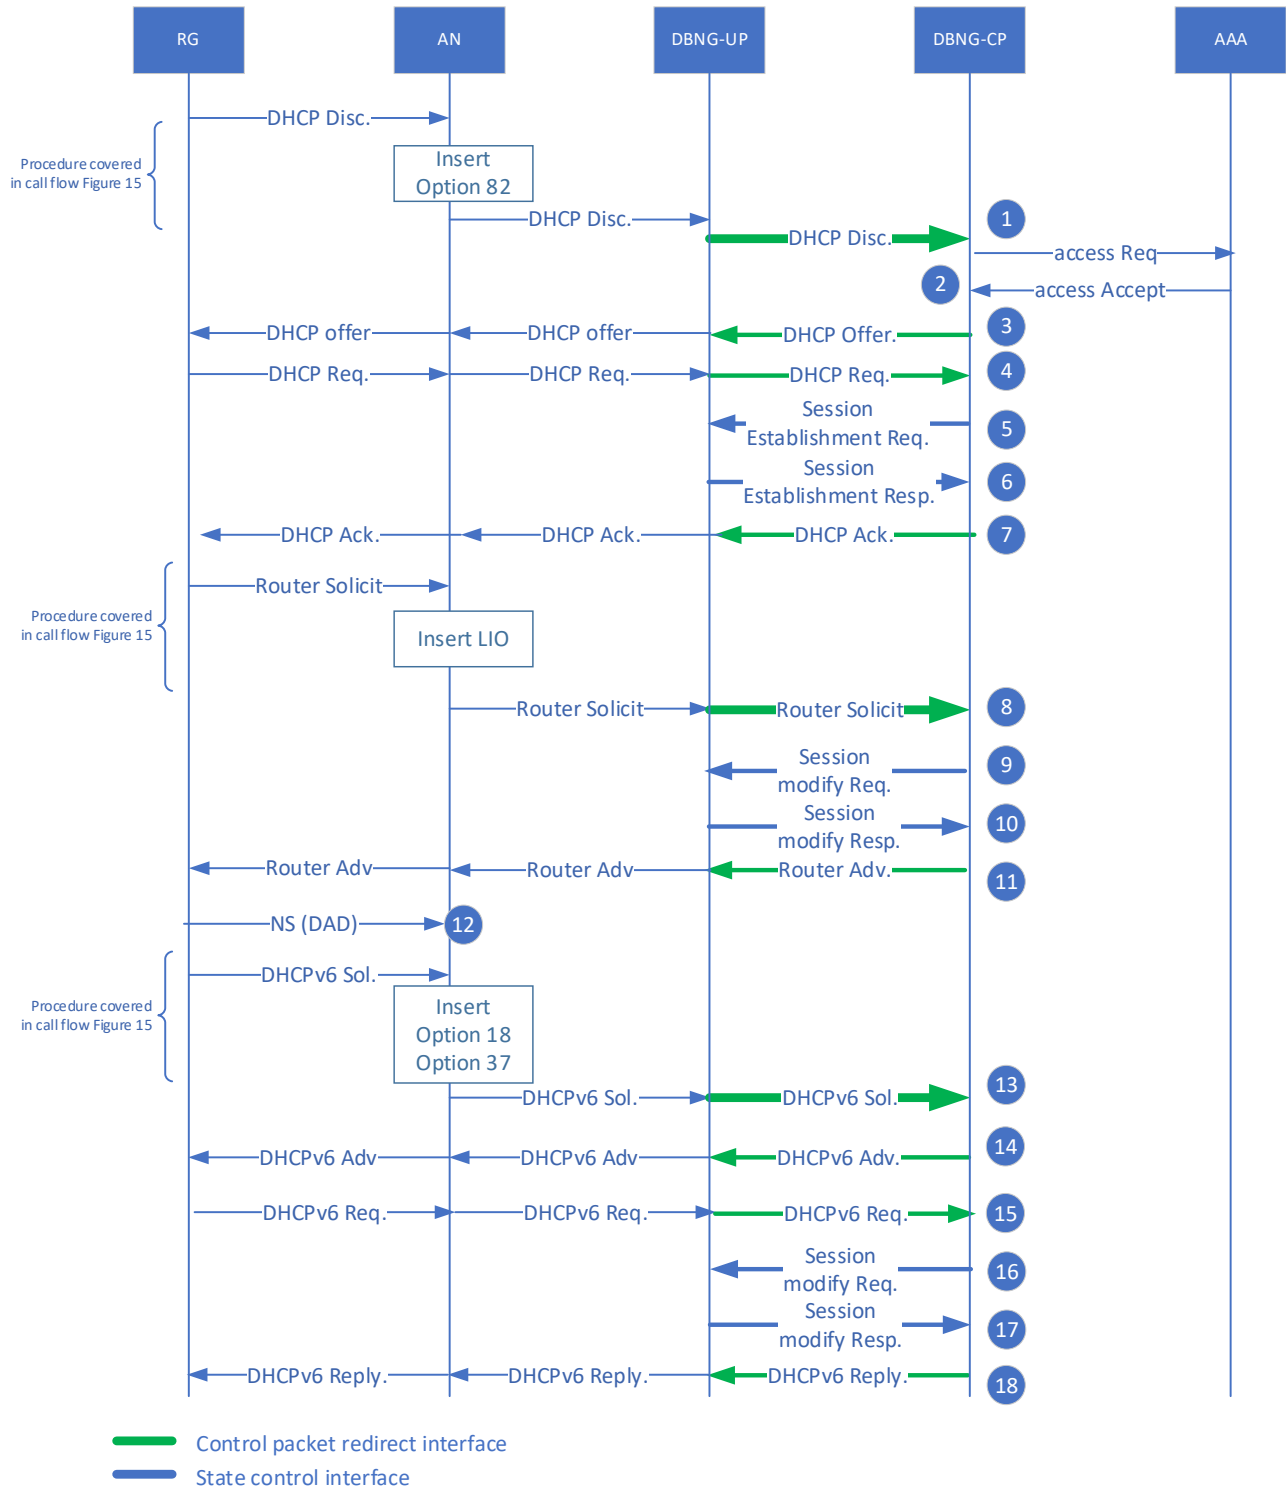 RG
AN
DBNG-UP
DBNG-CP
AAA
DHCP Disc.
Procedure covered
in call flow Figure 15
Insert
Option 82
DHCP Disc.
DHCP Disc.
1
access Req
2
access Accept
DHCP offer
DHCP offer
DHCP Offer.
3
DHCP Req.
DHCP Req.
DHCP Req.
4
Session
Establishment Req.
5
Session
Establishment Resp.
6
DHCP Ack.
DHCP Ack.
DHCP Ack.
7
Router Solicit
Procedure covered
in call flow Figure 15
Insert LIO
Router Solicit
Router Solicit
8
Session
modify Req.
9
Session
modify Resp.
10
Router Adv
Router Adv
Router Adv.
11
NS (DAD)
12
DHCPv6 Sol.
Procedure covered
in call flow Figure 15
Insert
Option 18
Option 37
DHCPv6 Sol.
DHCPv6 Sol.
13
DHCPv6 Adv
DHCPv6 Adv
DHCPv6 Adv.
14
DHCPv6 Req.
DHCPv6 Req.
DHCPv6 Req.
15
Session
modify Req.
16
Session
modify Resp.
17
DHCPv6 Reply.
DHCPv6 Reply.
DHCPv6 Reply.
18
Control packet redirect interface
State control interface